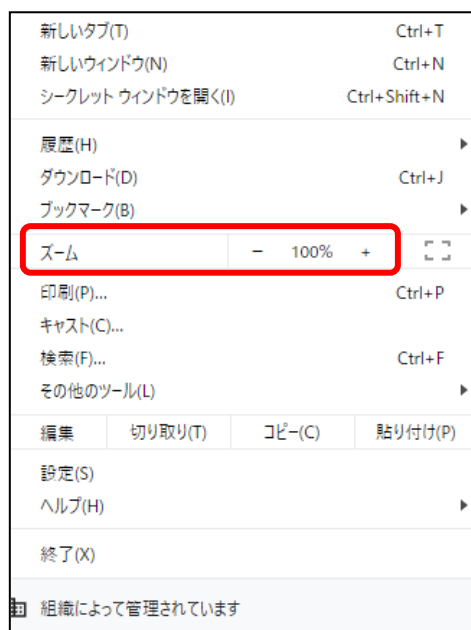 新しいタブ(T) Ctrl+T
新しいウィンドウ(N) Ctrl+N
シークレット ウィンドウを開く(I) Ctrl+Shift+N
履歴(H)
ダウンロード(D) Ctrl+J
ブックマーク(B)
ズーム − 100% +
印刷(P)... Ctrl+P
キャスト(C)...
検索(F)... Ctrl+F
その他のツール(L)
編集 切り取り(T) コピー(C) 貼り付け(P)
設定(S)
ヘルプ(H)
終了(X)
組織によって管理されています